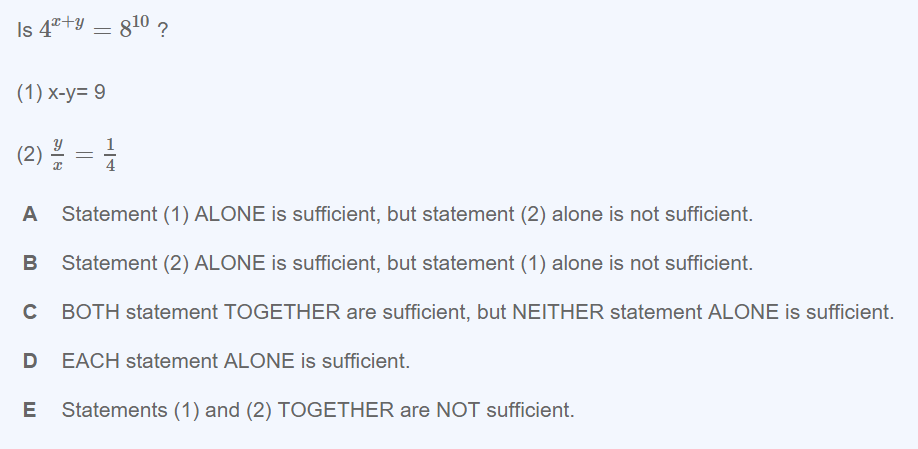 Is $4^{x+y} = 8^{10}$ ?
(1) x-y= 9
(2) $\frac{y}{x} = \frac{1}{4}$
A Statement (1) ALONE is sufficient, but statement (2) alone is not sufficient.
B Statement (2) ALONE is sufficient, but statement (1) alone is not sufficient.
C BOTH statement TOGETHER are sufficient, but NEITHER statement ALONE is sufficient.
D EACH statement ALONE is sufficient.
E Statements (1) and (2) TOGETHER are NOT sufficient.